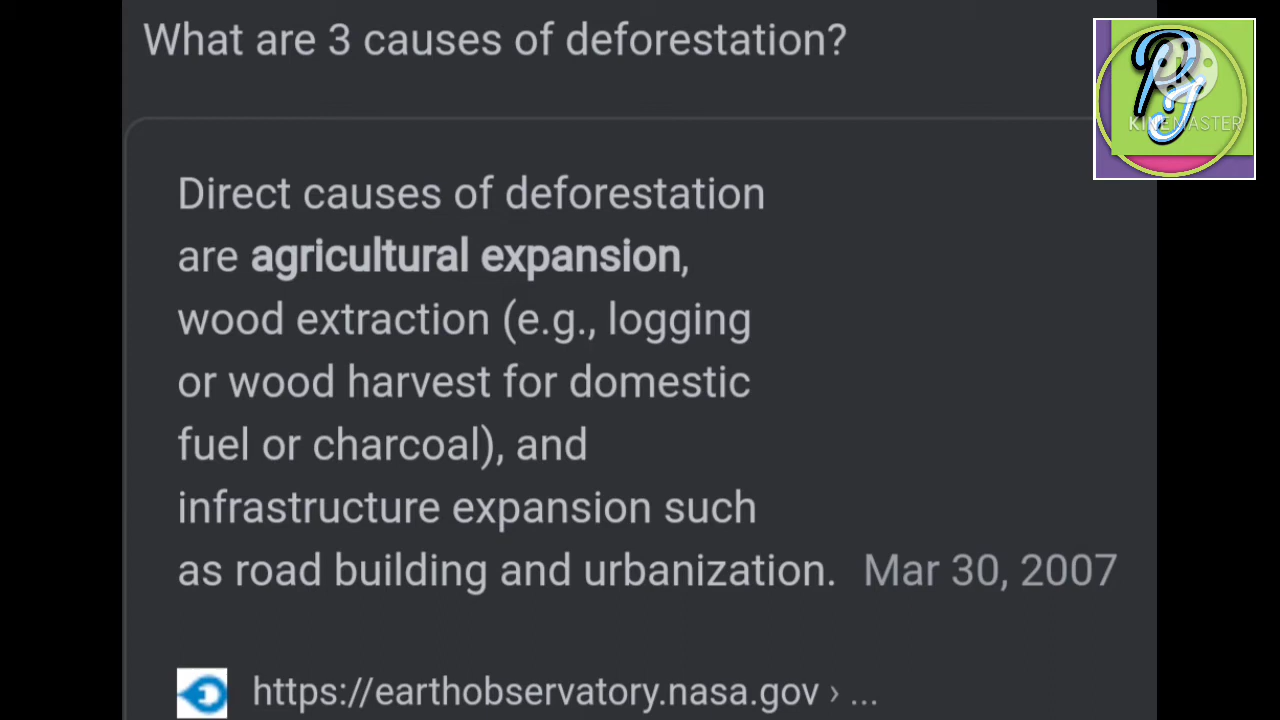 What are 3 causes of deforestation?
KINEMASTER
Direct causes of deforestation
are agricultural expansion,
wood extraction (e.g., logging
or wood harvest for domestic
fuel or charcoal), and
infrastructure expansion such
as road building and urbanization. Mar 30, 2007
https://earthobservatory.nasa.gov › ...